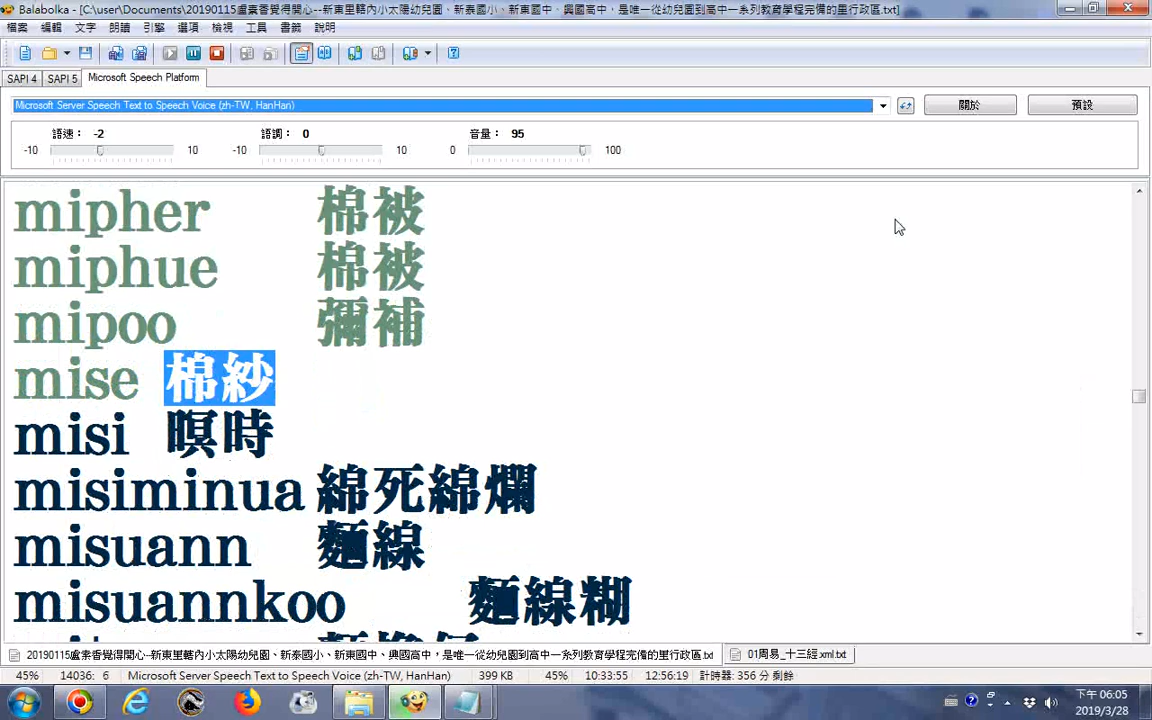 Balabolka - [C:\user\Documents\20190115盧素香覺得開心--新東里轄內小太陽幼兒園、新泰國小、新東國中、興國高中，是唯一從幼兒園到高中一系列教育學程完備的里行政區.txt]
檔案 編輯 文字 朗讀 引擎 選項 檢視 工具 書籤 說明
SAPI 4 SAPI 5 Microsoft Speech Platform
Microsoft Server Speech Text to Speech Voice (zh-TW, HanHan) 關於 預設
語速： -2 語調： 0 音量： 95
-10 10 -10 10 0 100
mipher 棉被
miphue 棉被
mipoo 彌補
mise 棉紗
misi 暝時
misiminua 綿死綿爛
misuann 麵線
misuannkoo 麵線糊
20190115盧素香覺得開心--新東里轄內小太陽幼兒園、新泰國小、新東國中、興國高中，是唯一從幼兒園到高中一系列教育學程完備的里行政區.txt 01周易_十三經.xml.txt
45% 14036: 6 Microsoft Server Speech Text to Speech Voice (zh-TW, HanHan) 399 KB 45% 10:33:55 12:56:19 計時器: 356 分 剩餘
下午 06:05
2019/3/28